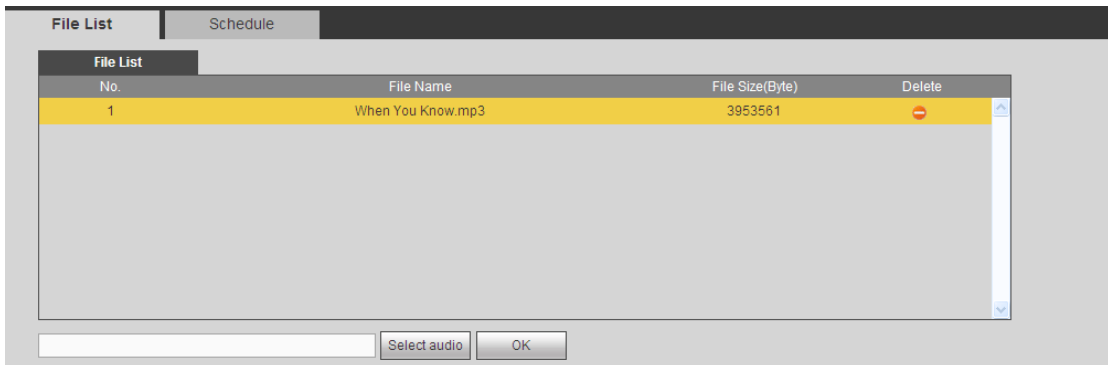 File List Schedule
File List
No. File Name File Size(Byte) Delete
1 When You Know.mp3 3953561
Select audio OK